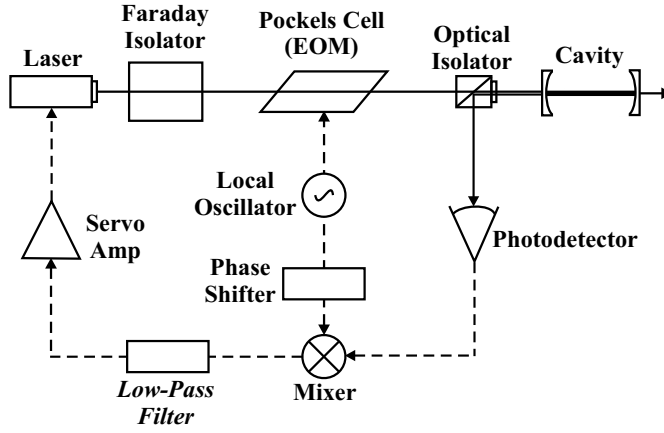 Laser
Faraday
Isolator
Pockels Cell
(EOM)
Optical
Isolator
Cavity
Local
Oscillator
Servo
Amp
Photodetector
Phase
Shifter
Low-Pass
Filter
Mixer